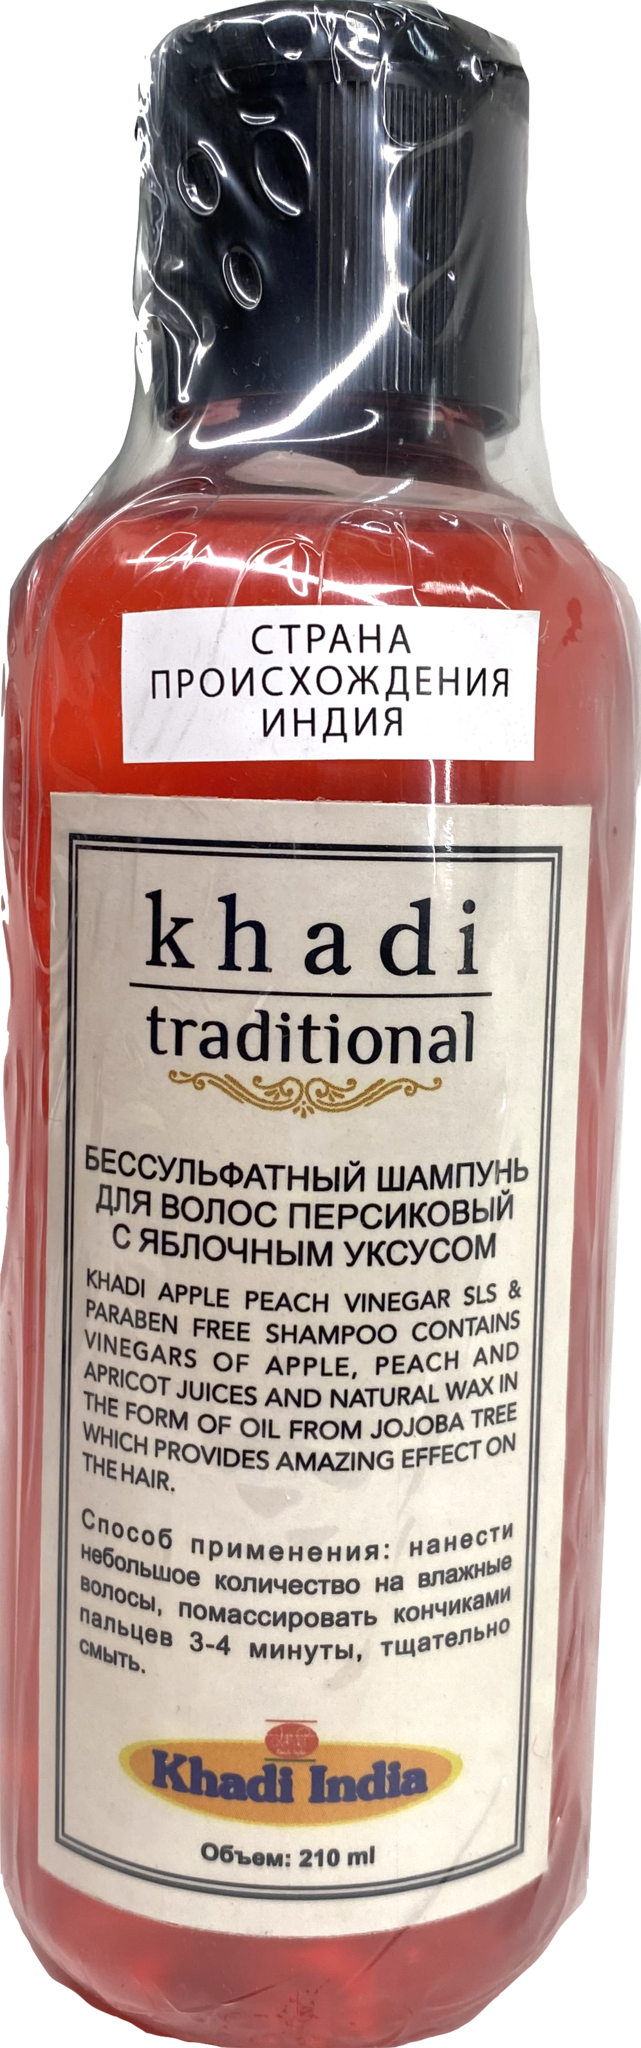 СТРАНА
ПРОИСХОЖДЕНИЯ
ИНДИЯ
khadi
traditional
БЕССУЛЬФАТНЫЙ ШАМПУНЬ
ДЛЯ ВОЛОС ПЕРСИКОВЫЙ
С ЯБЛОЧНЫМ УКСУСОМ
KHADI APPLE PEACH VINEGAR SLS &
PARABEN FREE SHAMPOO CONTAINS
VINEGARS OF APPLE, PEACH AND
APRICOT JUICES AND NATURAL WAX IN
THE FORM OF OIL FROM JOJOBA TREE
WHICH PROVIDES AMAZING EFFECT ON
THE HAIR.
Способ применения: нанести
небольшое количество на влажные
волосы, помассировать кончиками
пальцев 3-4 минуты, тщательно
смыть.
Khadi India
Объем: 210 ml